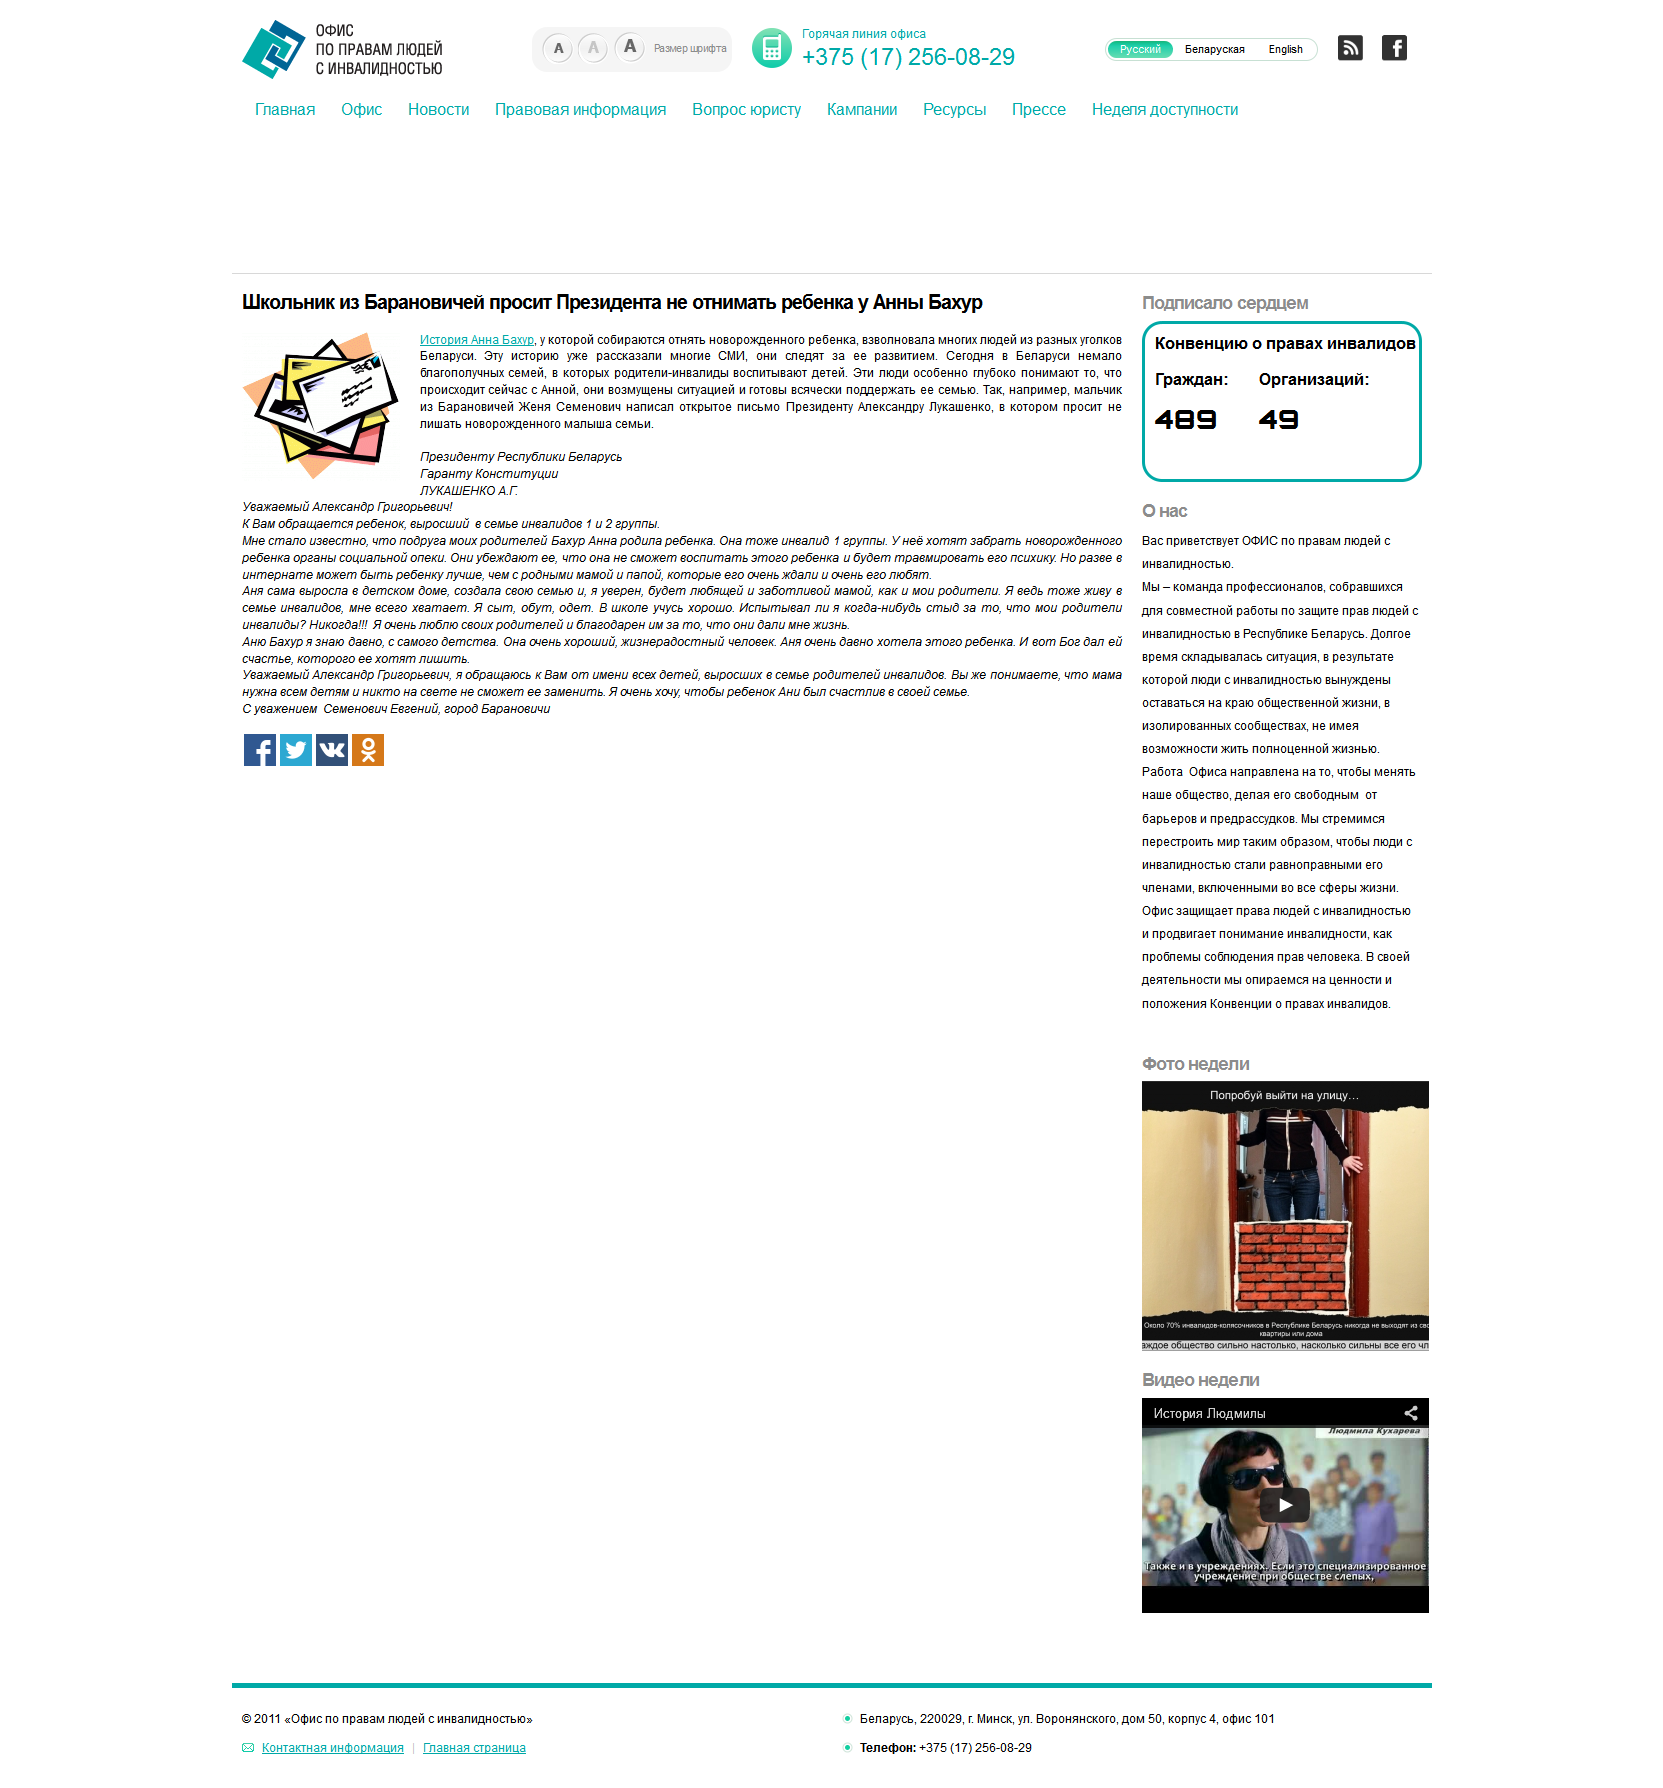 ОФИС
ПО ПРАВАМ ЛЮДЕЙ
С ИНВАЛИДНОСТЬЮ
A A A Размер шрифта
Горячая линия офиса
+375 (17) 256-08-29
Русский Беларуская English
Главная Офис Новости Правовая информация Вопрос юристу Кампании Ресурсы Прессе Неделя доступности
Школьник из Барановичей просит Президента не отнимать ребенка у Анны Бахур
История Анна Бахур, у которой собираются отнять новорожденного ребенка, взволновала многих людей из разных уголков
Беларуси. Эту историю уже рассказали многие СМИ, они следят за ее развитием. Сегодня в Беларуси немало
благополучных семей, в которых родители-инвалиды воспитывают детей. Эти люди особенно глубоко понимают то, что
происходит сейчас с Анной, они возмущены ситуацией и готовы всячески поддержать ее семью. Так, например, мальчик
из Барановичей Женя Семенович написал открытое письмо Президенту Александру Лукашенко, в котором просит не
лишать новорожденного малыша семьи.
Президенту Республики Беларусь
Гаранту Конституции
ЛУКАШЕНКО А.Г.
Уважаемый Александр Григорьевич!
К Вам обращается ребенок, выросший  в семье инвалидов 1 и 2 группы.
Мне стало известно, что подруга моих родителей Бахур Анна родила ребенка. Она тоже инвалид 1 группы. У неё хотят забрать новорожденного
ребенка органы социальной опеки. Они убеждают ее, что она не сможет воспитать этого ребенка и будет травмировать его психику. Но разве в
интернате может быть ребенку лучше, чем с родными мамой и папой, которые его очень ждали и очень его любят.
Аня сама выросла в детском доме, создала свою семью и, я уверен, будет любящей и заботливой мамой, как и мои родители. Я ведь тоже живу в
семье инвалидов, мне всего хватает. Я сыт, обут, одет. В школе учусь хорошо. Испытывал ли я когда-нибудь стыд за то, что мои родители
инвалиды? Никогда!!!  Я очень люблю своих родителей и благодарен им за то, что они дали мне жизнь.
Аню Бахур я знаю давно, с самого детства. Она очень хороший, жизнерадостный человек. Аня очень давно хотела этого ребенка. И вот Бог дал ей
счастье, которого ее хотят лишить.
Уважаемый Александр Григорьевич, я обращаюсь к Вам от имени всех детей, выросших в семье родителей инвалидов. Вы же понимаете, что мама
нужна всем детям и никто на свете не сможет ее заменить. Я очень хочу, чтобы ребенок Ани был счастлив в своей семье.
С уважением  Семенович Евгений, город Барановичи
Подписало сердцем
Конвенцию о правах инвалидов
Граждан: Организаций:
489 49
О нас
Вас приветствует ОФИС по правам людей с
инвалидностью.
Мы – команда профессионалов, собравшихся
для совместной работы по защите прав людей с
инвалидностью в Республике Беларусь. Долгое
время складывалась ситуация, в результате
которой люди с инвалидностью вынуждены
оставаться на краю общественной жизни, в
изолированных сообществах, не имея
возможности жить полноценной жизнью.
Работа  Офиса направлена на то, чтобы менять
наше общество, делая его свободным  от
барьеров и предрассудков. Мы стремимся
перестроить мир таким образом, чтобы люди с
инвалидностью стали равноправными его
членами, включенными во все сферы жизни.
Офис защищает права людей с инвалидностью
и продвигает понимание инвалидности, как
проблемы соблюдения прав человека. В своей
деятельности мы опираемся на ценности и
положения Конвенции о правах инвалидов.
Фото недели
Попробуй выйти на улицу…
Около 70% инвалидов-колясочников в Республике Беларусь никогда не выходят из сво
квартиры или дома
аждое общество сильно настолько, насколько сильны все его чл
Видео недели
История Людмилы
Людмила Кухарева
Также и в учреждениях. Если это специализированное
учреждение при обществе слепых,
© 2011 «Офис по правам людей с инвалидностью»
Контактная информация | Главная страница
Беларусь, 220029, г. Минск, ул. Воронянского, дом 50, корпус 4, офис 101
Телефон: +375 (17) 256-08-29